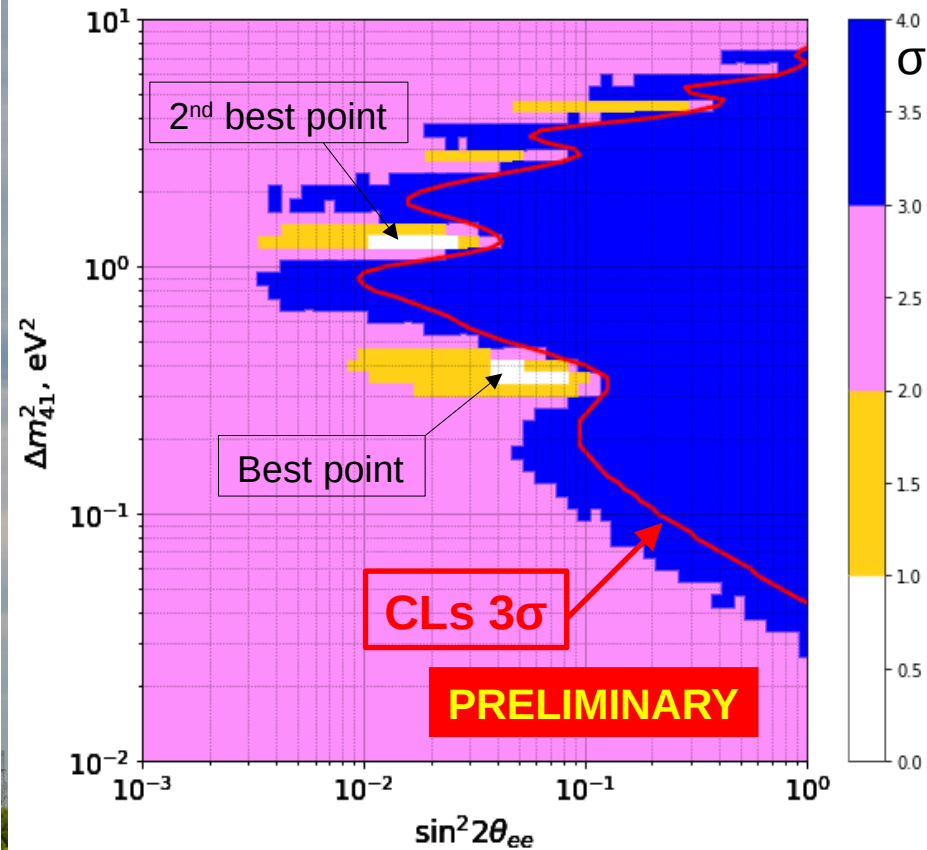 10¹
10⁰
10⁻¹
10⁻²
Δm²₄₁, eV²
2nd best point
Best point
CLs 3σ
PRELIMINARY
10⁻³
10⁻²
10⁻¹
10⁰
sin²2θₑₑ
4.0
σ
3.5
3.0
2.5
2.0
1.5
1.0
0.5
0.0